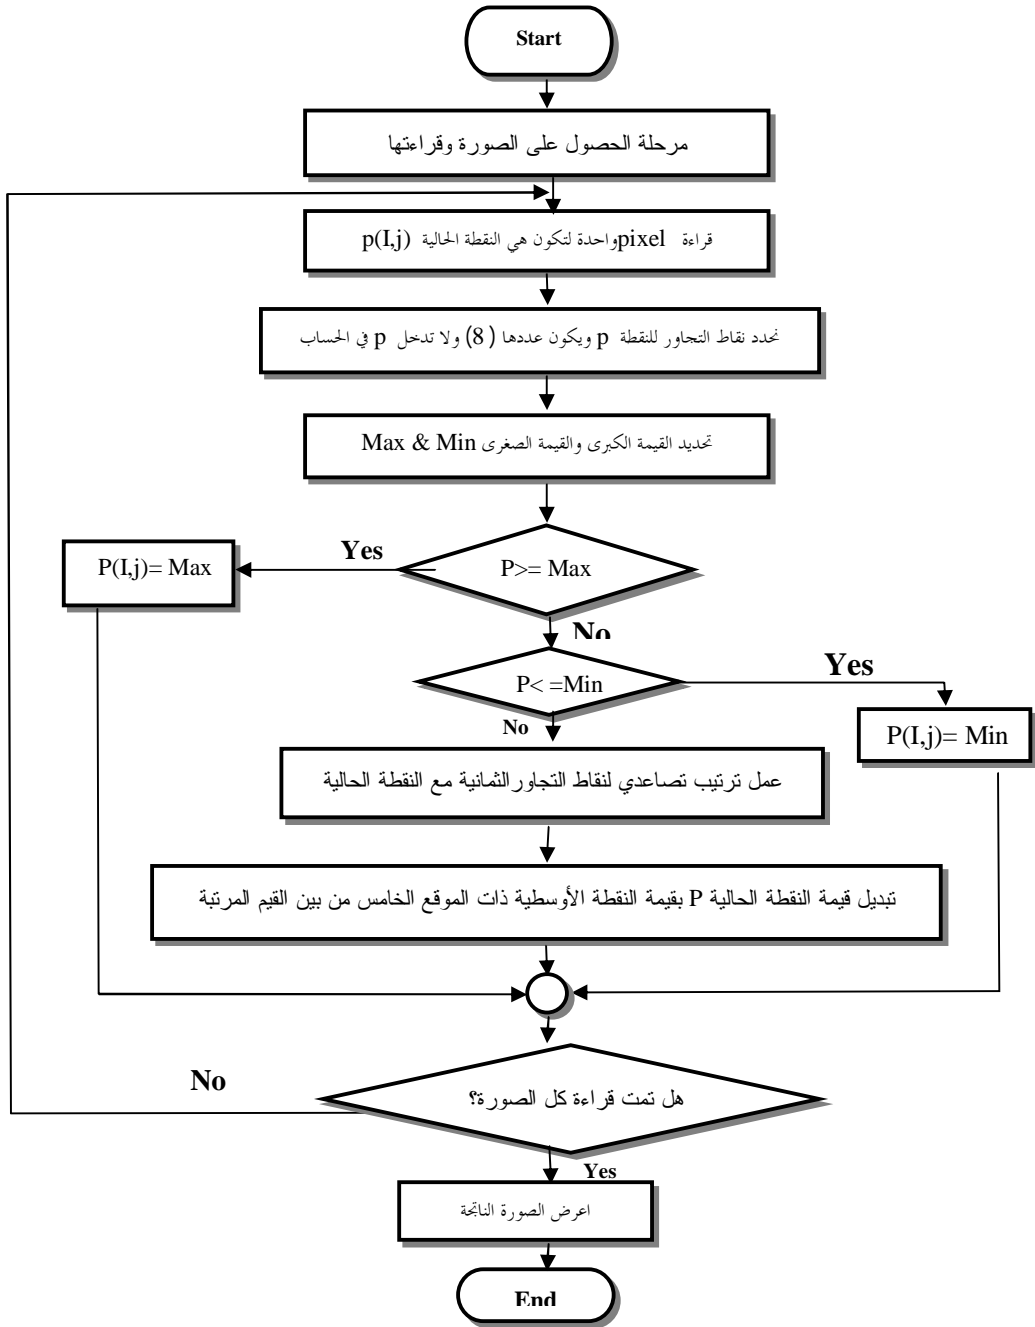 Start
مرحلة الحصول على الصورة وقراءتها
قراءة pixel واحدة لتكون هي النقطة الحالية p(I,j)
نحدد نقاط التجاور للنقطة p ويكون عددها ( 8) ولا تدخل p في الحساب
تحديد القيمة الكبرى والقيمة الصغرى Max & Min
Yes
P>= Max
P(I,j)= Max
No
Yes
P< =Min
No
P(I,j)= Min
عمل ترتيب تصاعدي لنقاط التجاورالثمانية مع النقطة الحالية
تبديل قيمة النقطة الحالية P بقيمة النقطة الأوسطية ذات الموقع الخامس من بين القيم المرتبة
No
هل تمت قراءة كل الصورة؟
Yes
اعرض الصورة الناتجة
End